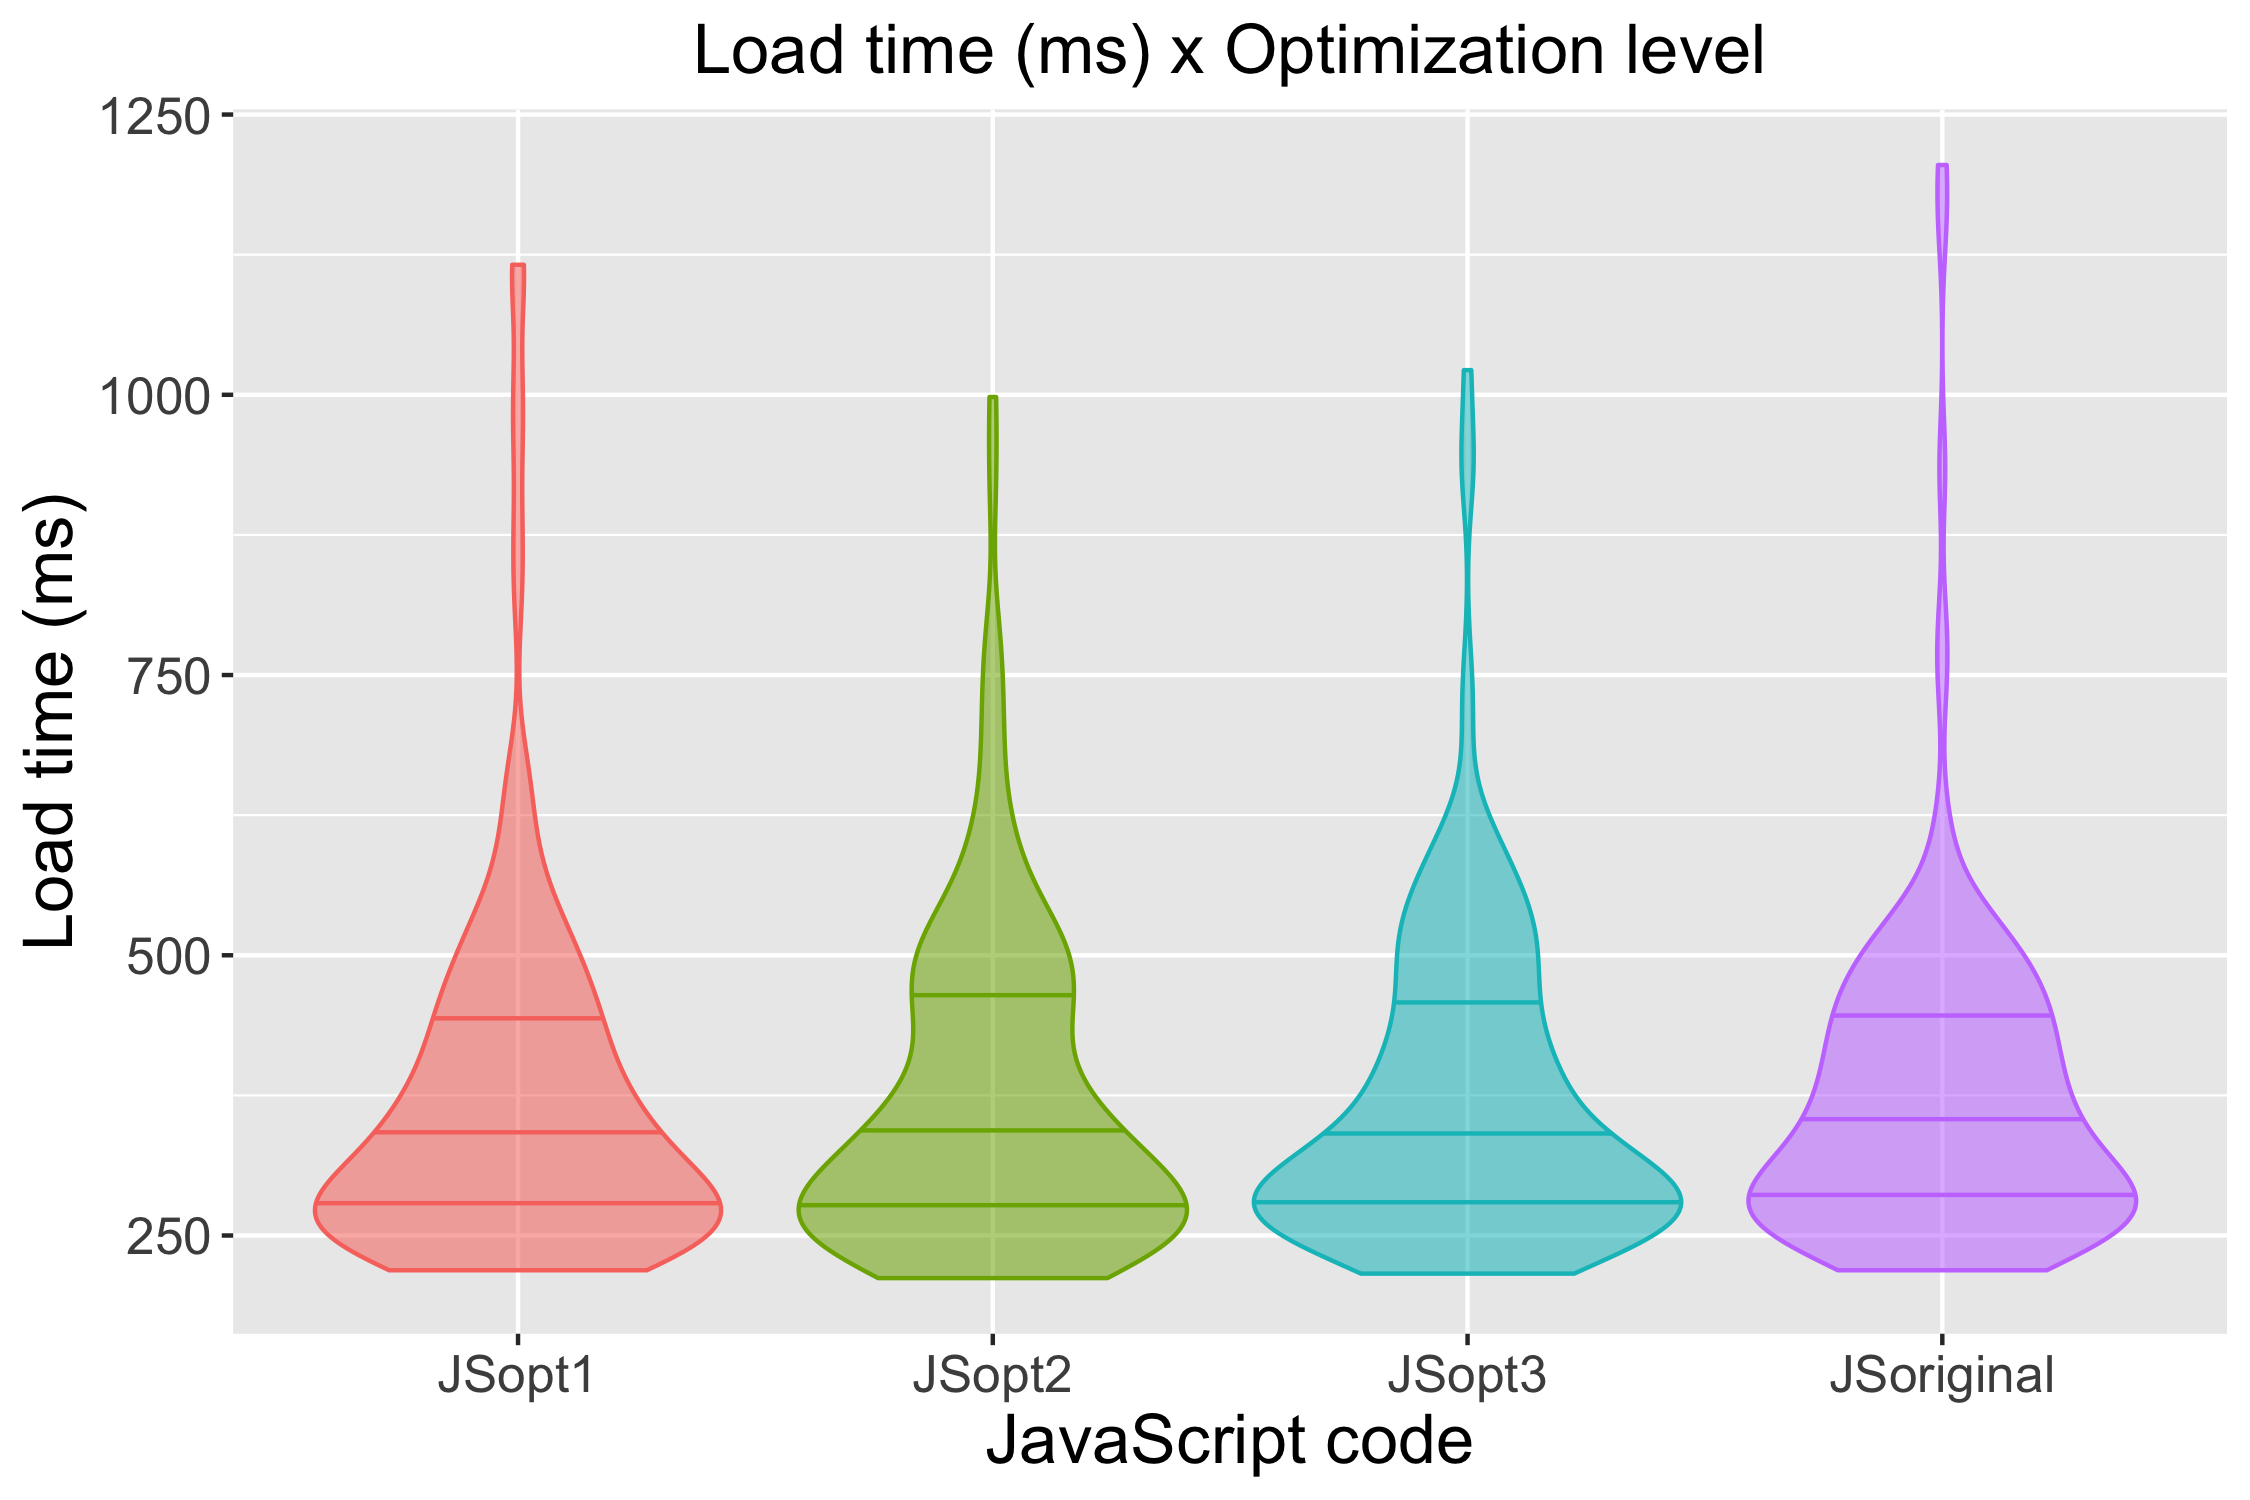 Load time (ms) x Optimization level
Load time (ms)
1250
1000
750
500
250
JSopt1 JSopt2 JSopt3 JSoriginal
JavaScript code